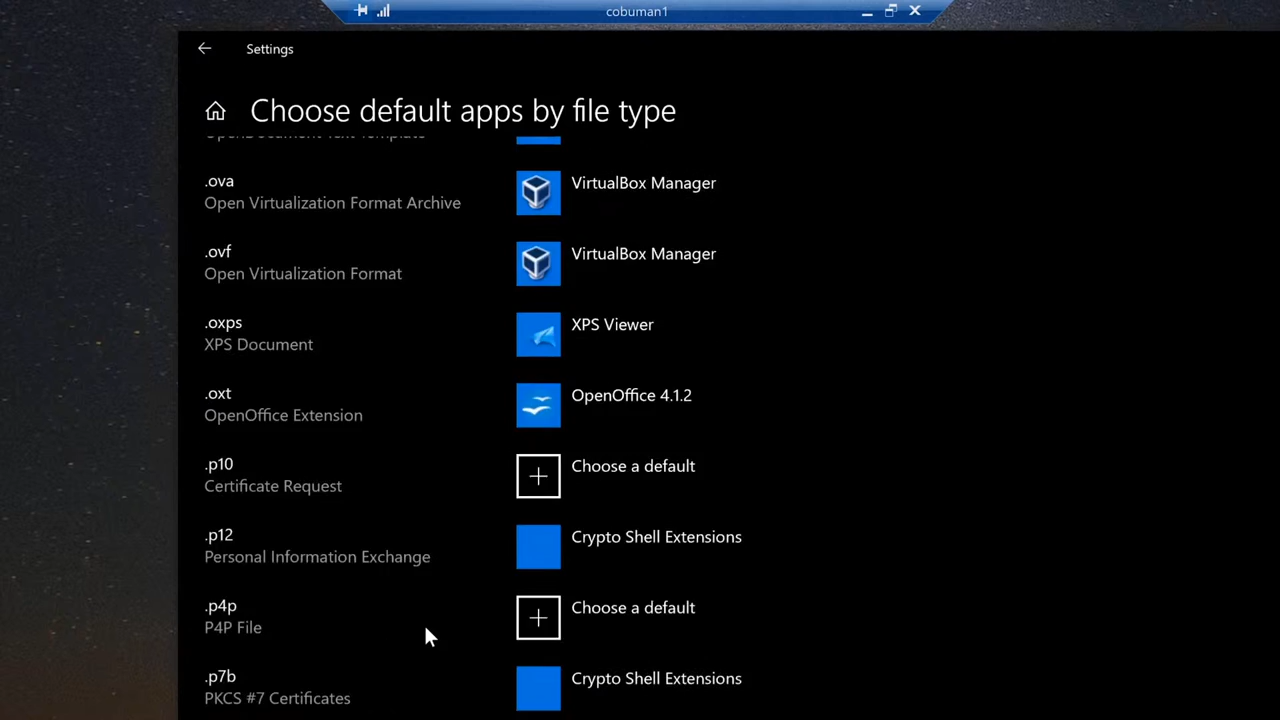 cobuman1
Settings
Choose default apps by file type
OpenDocument Text Template
.ova
Open Virtualization Format Archive
VirtualBox Manager
.ovf
Open Virtualization Format
VirtualBox Manager
.oxps
XPS Document
XPS Viewer
.oxt
OpenOffice Extension
OpenOffice 4.1.2
.p10
Certificate Request
Choose a default
.p12
Personal Information Exchange
Crypto Shell Extensions
.p4p
P4P File
Choose a default
.p7b
PKCS #7 Certificates
Crypto Shell Extensions